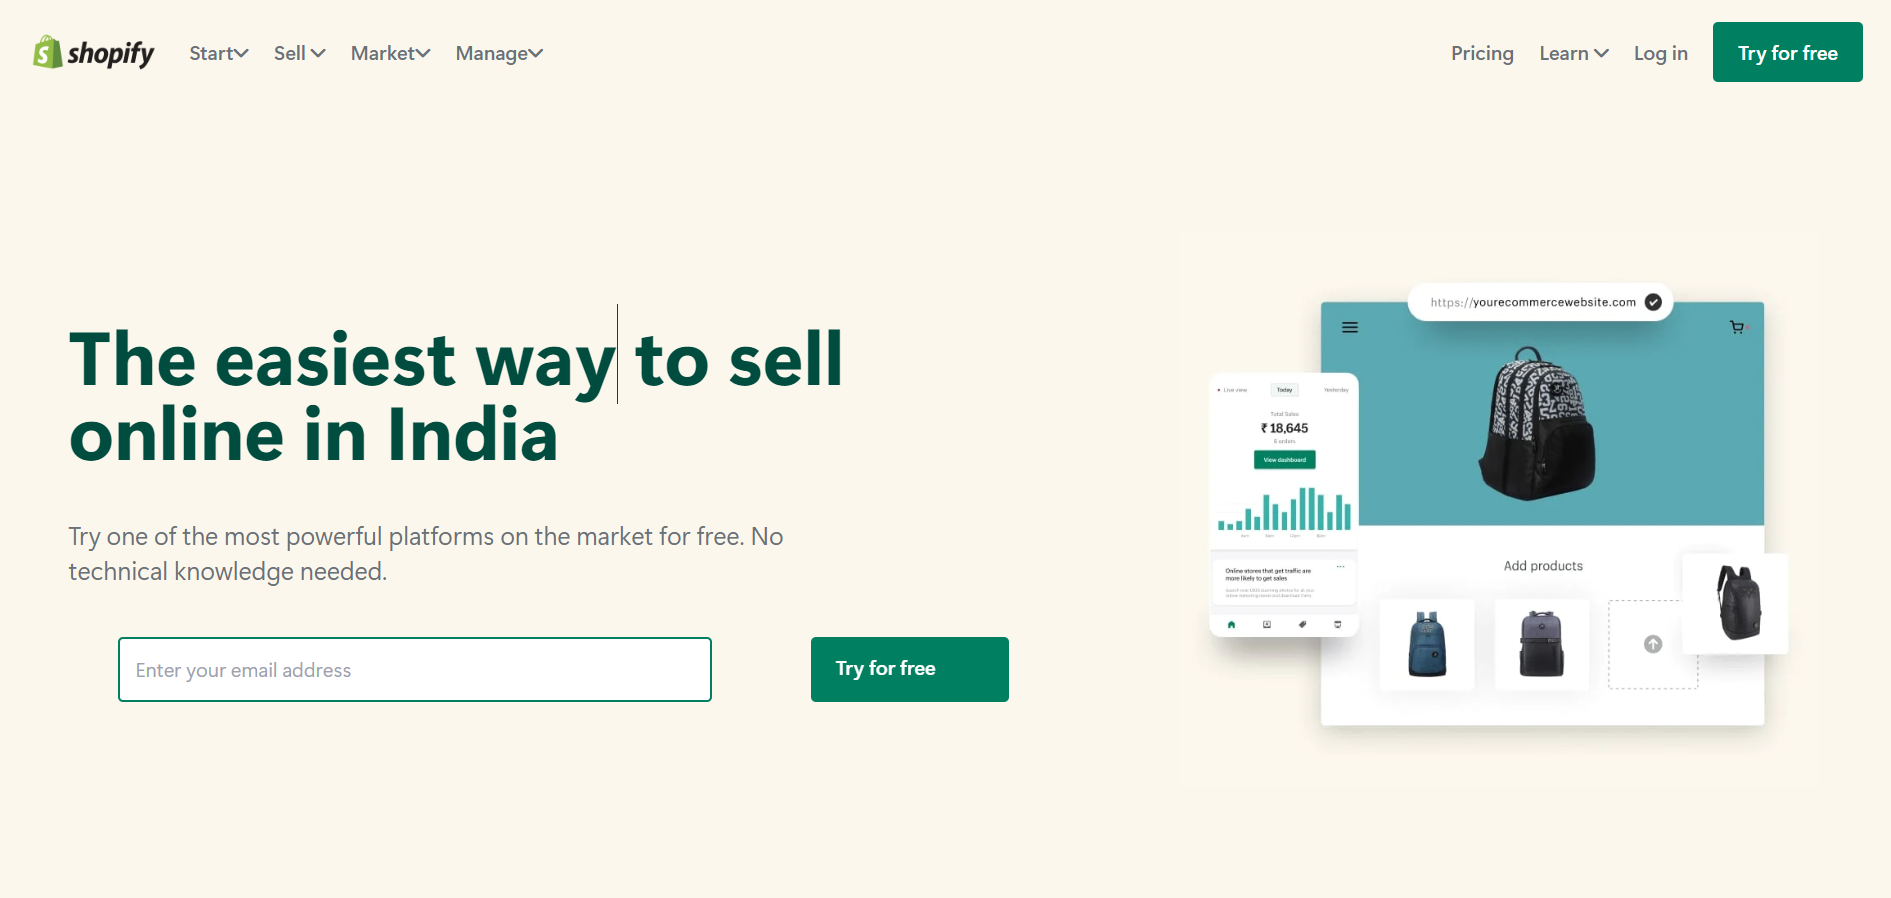 shopify
Start
Sell
Market
Manage
Pricing
Learn
Log in
Try for free
The easiest way to sell
online in India
Try one of the most powerful platforms on the market for free. No
technical knowledge needed.
Enter your email address
Try for free
https://yourecommercewebsite.com
Live view
Today
Yesterday
Total Sales
₹ 18,645
6 orders
View dashboard
Online stores that get traffic are
more likely to get sales
Add products